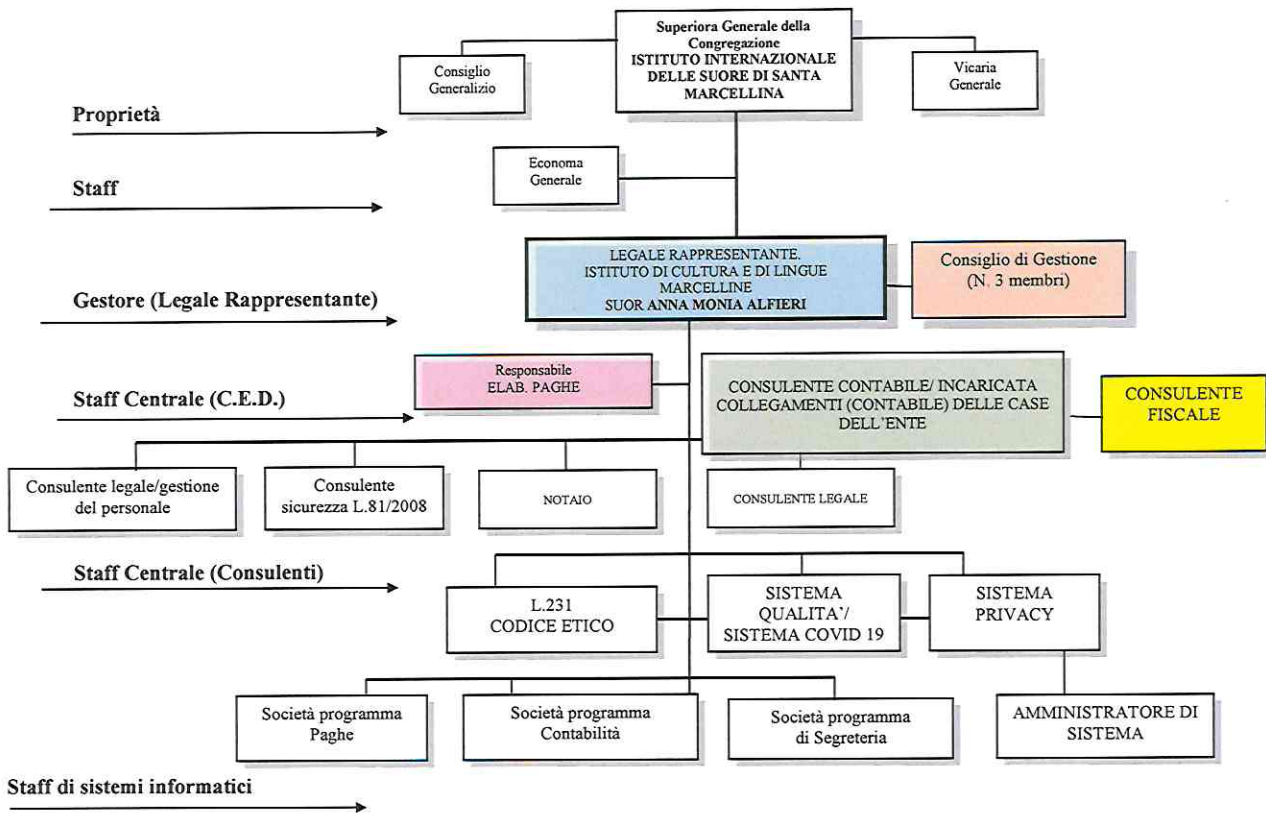 Superiora Generale della
Congregazione
ISTITUTO INTERNAZIONALE
DELLE SUORE DI SANTA
MARCELLINA
Consiglio
Generalizio
Vicaria
Generale
Proprietà
Economa
Generale
Staff
LEGALE RAPPRESENTANTE.
ISTITUTO DI CULTURA E DI LINGUE
MARCELLINE
SUOR ANNA MONIA ALFIERI
Consiglio di Gestione
(N. 3 membri)
Gestore (Legale Rappresentante)
Responsabile
ELAB. PAGHE
CONSULENTE CONTABILE/ INCARICATA
COLLEGAMENTI (CONTABILE) DELLE CASE
DELL'ENTE
CONSULENTE
FISCALE
Staff Centrale (C.E.D.)
Consulente legale/gestione
del personale
Consulente
sicurezza L.81/2008
NOTAIO
CONSULENTE LEGALE
Staff Centrale (Consulenti)
L.231
CODICE ETICO
SISTEMA
QUALITA'/
SISTEMA COVID 19
SISTEMA
PRIVACY
Società programma
Paghe
Società programma
Contabilità
Società programma
di Segreteria
AMMINISTRATORE DI
SISTEMA
Staff di sistemi informatici